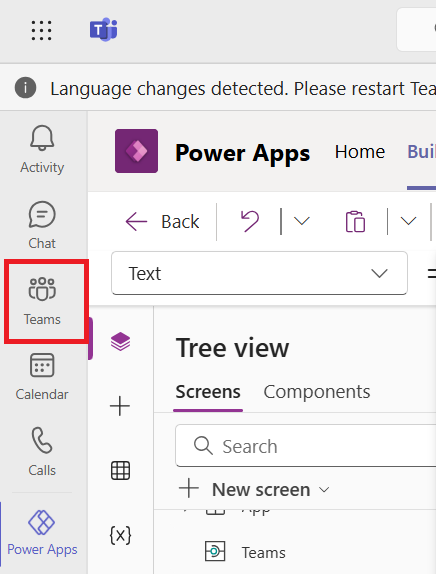 Language changes detected. Please restart Tea
Activity
Chat
Teams
Calendar
Calls
Power Apps
Power Apps Home Buil
Back
Text
=
Tree view
Screens Components
Search
New screen
App
{x}
Teams